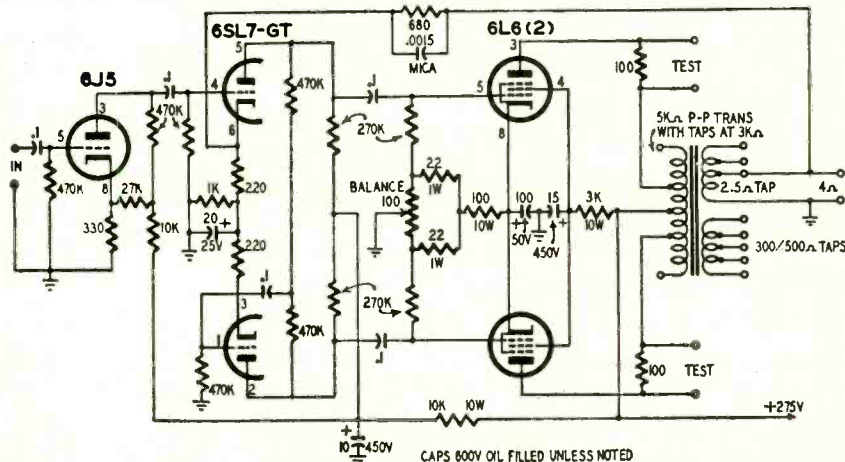 680
.0015
MICA
6SL7-GT
6L6(2)
6J5
5
3
100
TEST
.1
4
470K
.1
5
4
3
5KΩ P-P TRANS
WITH TAPS AT 3KΩ
.1
5
6
270K
8
IN
470K
8
27K
1K
220
BALANCE
100
22
1W
100
10W
100
50V
15
450V
3K
10W
2.5Ω TAP
4Ω
330
10K
20
25V
220
22
1W
300/500Ω TAPS
.1
3
270K
470K
1
470K
2
.1
100
TEST
10K 10W
+275V
10 450V
CAPS 600V OIL FILLED UNLESS NOTED